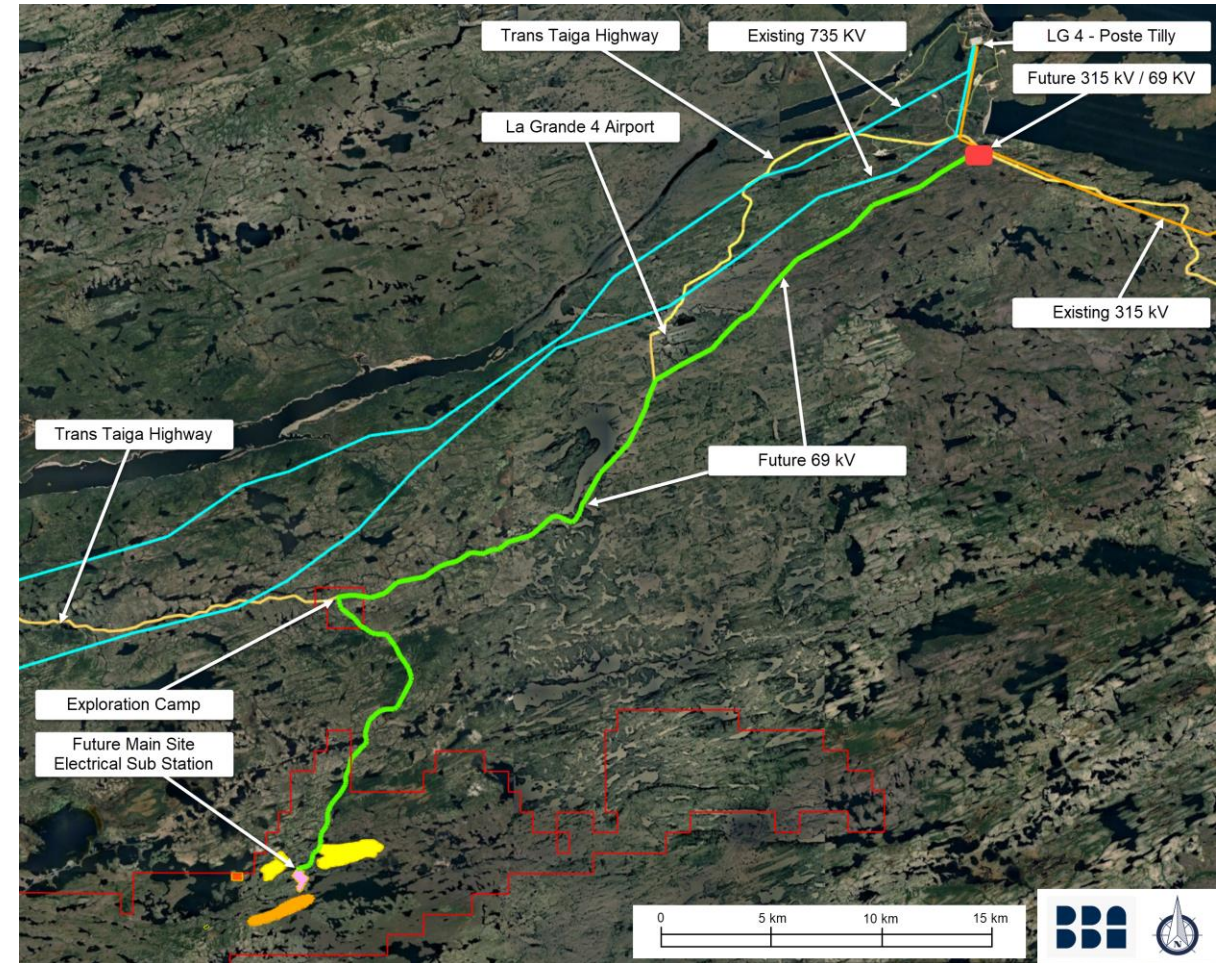 Trans Taiga Highway
Existing 735 KV
LG 4 - Poste Tilly
Future 315 kV / 69 KV
La Grande 4 Airport
Existing 315 kV
Trans Taiga Highway
Future 69 kV
Exploration Camp
Future Main Site
Electrical Sub Station
0 5 km 10 km 15 km
BBA
BBA
N